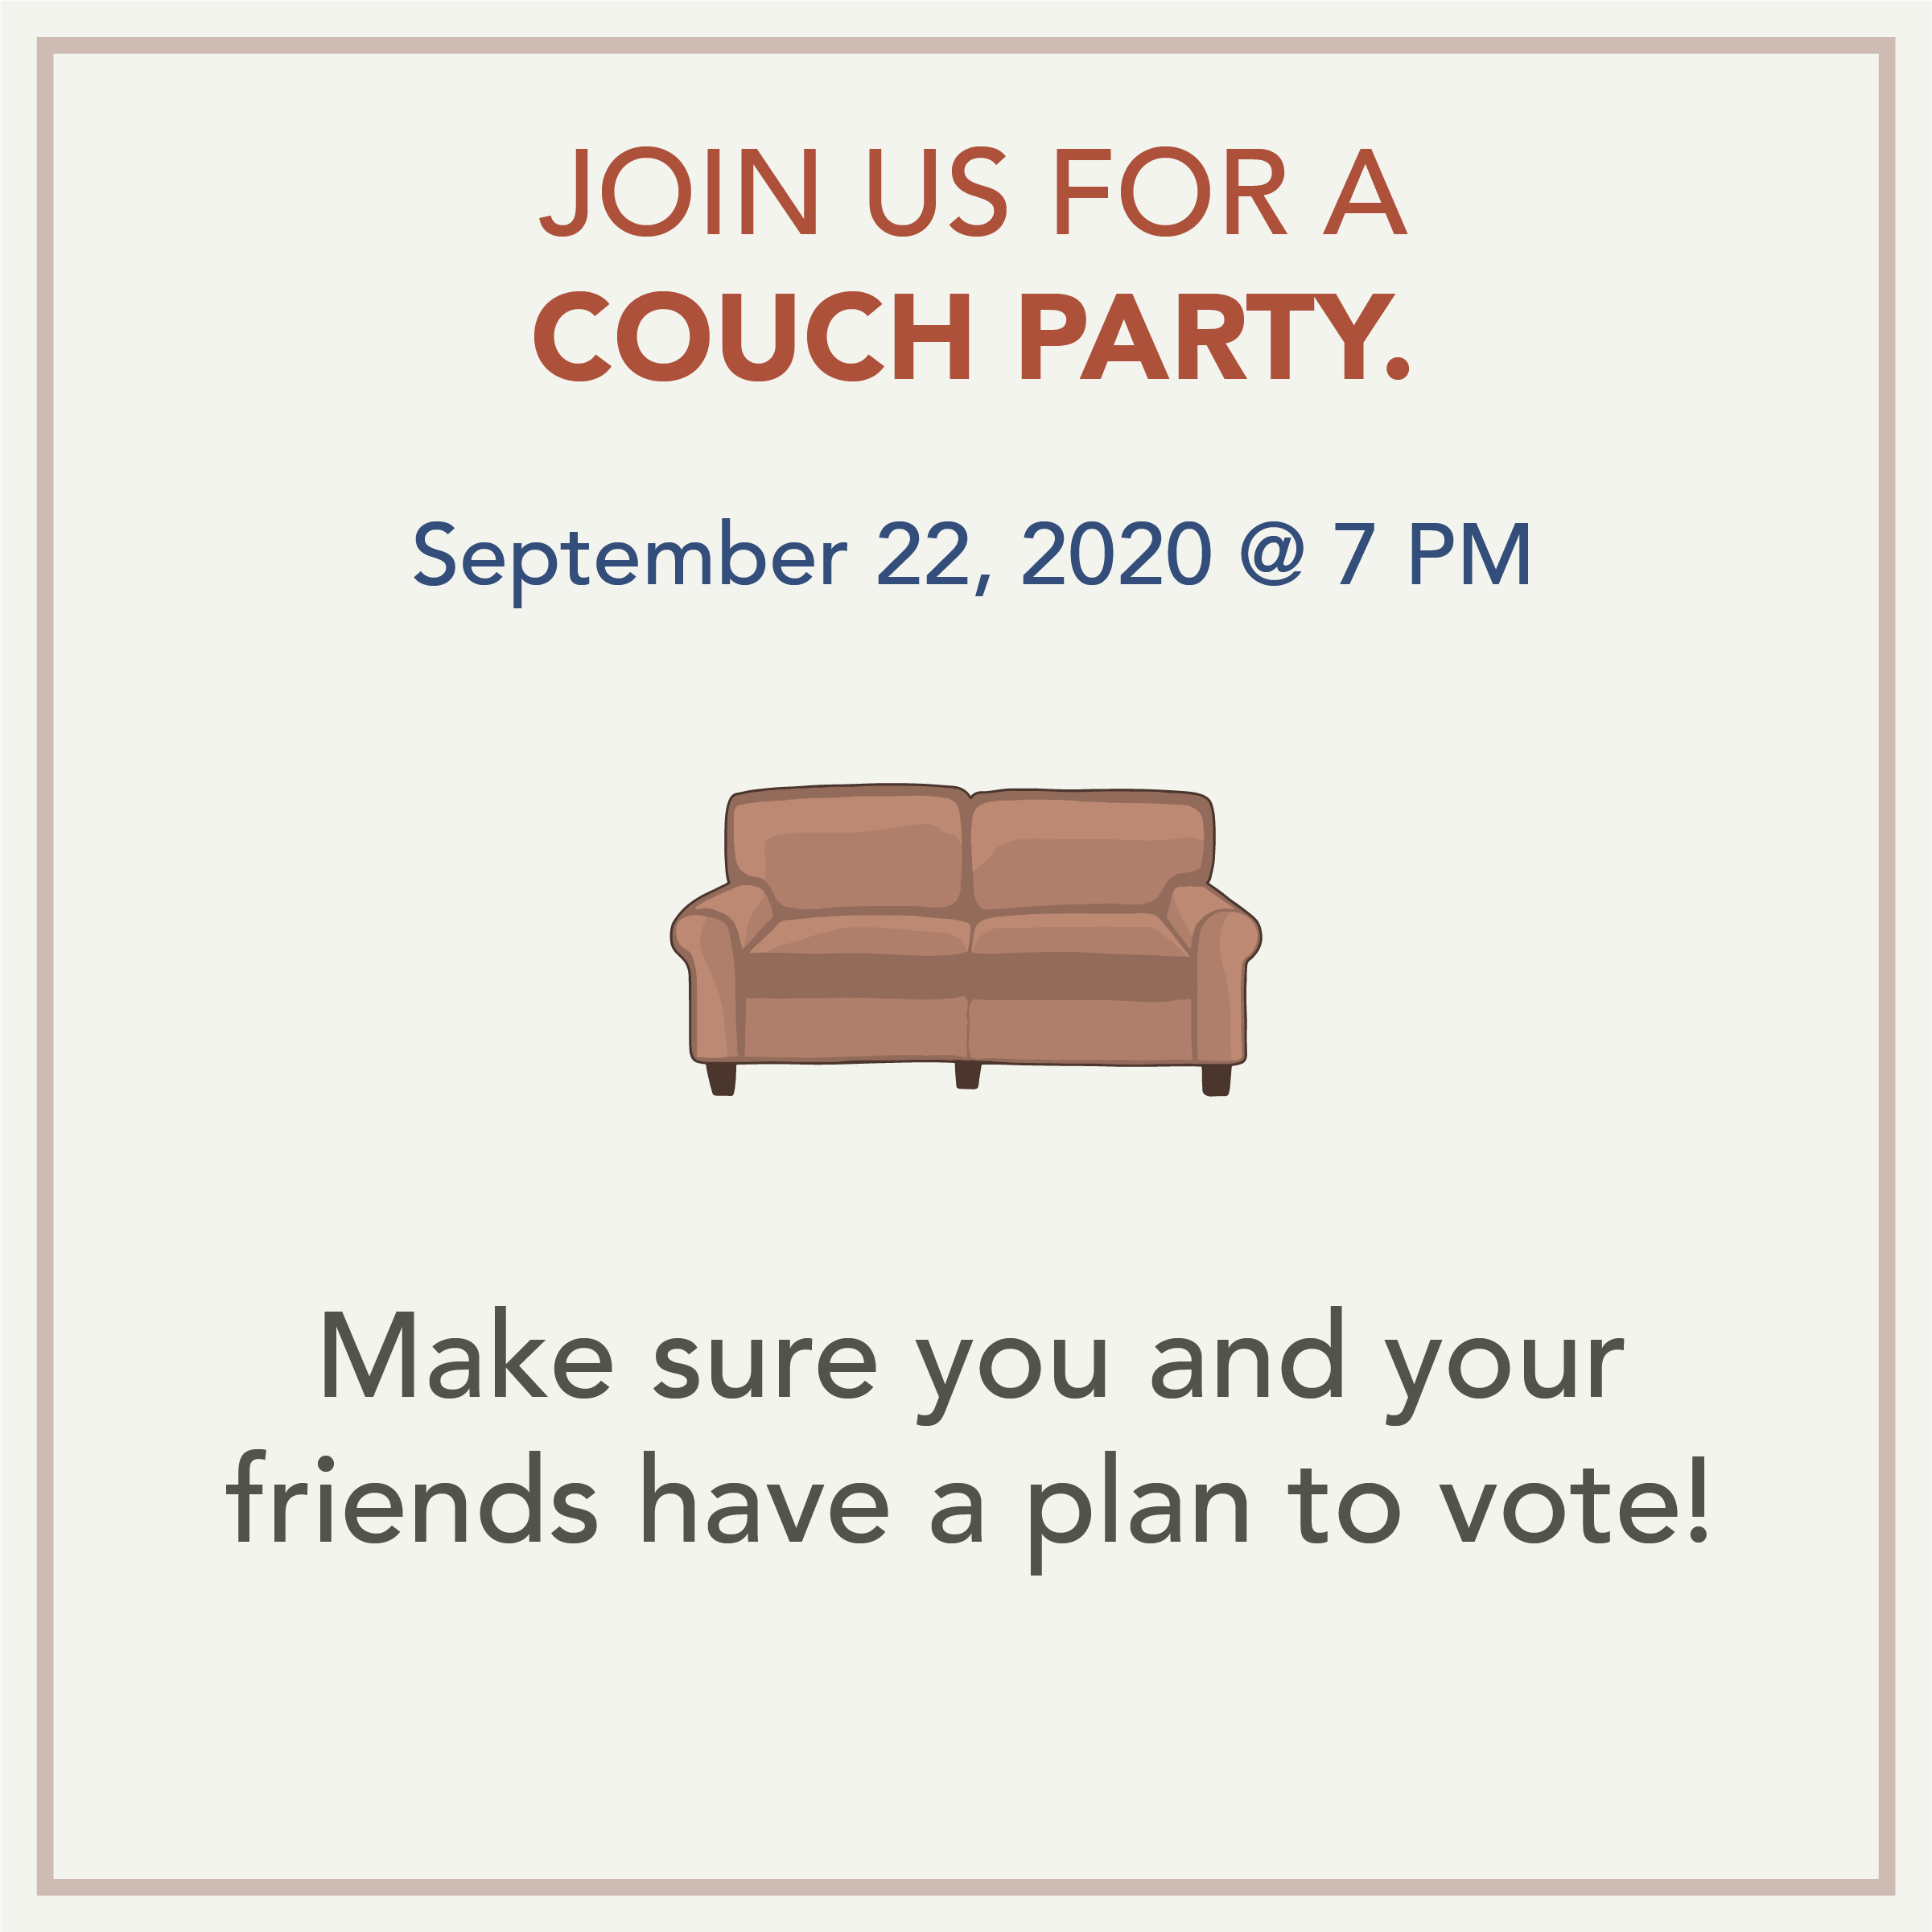 JOIN US FOR A
COUCH PARTY.
September 22, 2020 @ 7 PM
Make sure you and your
friends have a plan to vote!